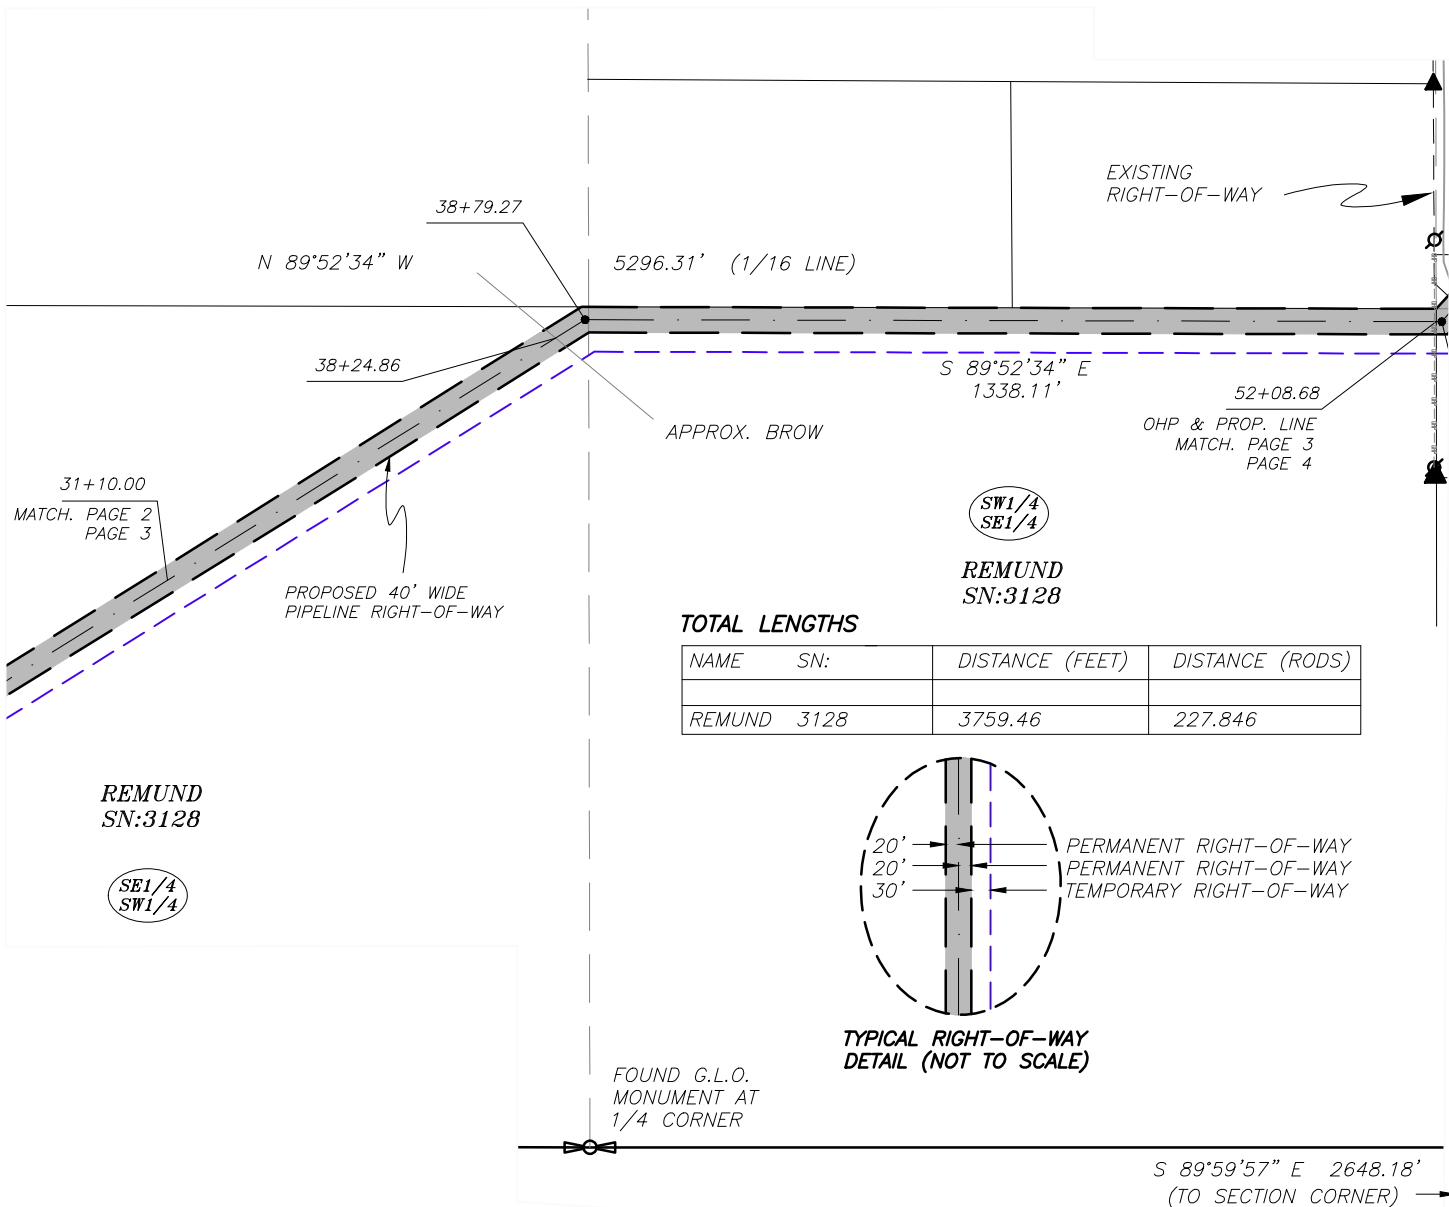 EXISTING
RIGHT-OF-WAY
38+79.27
N 89°52'34" W
5296.31' (1/16 LINE)
38+24.86
S 89°52'34" E
1338.11'
52+08.68
OHP & PROP. LINE
MATCH. PAGE 3
PAGE 4
APPROX. BROW
31+10.00
MATCH. PAGE 2
PAGE 3
SW1/4
SE1/4
REMUND
SN:3128
PROPOSED 40' WIDE
PIPELINE RIGHT-OF-WAY
TOTAL LENGTHS
NAME SN: DISTANCE (FEET) DISTANCE (RODS)
REMUND 3128 3759.46 227.846
REMUND
SN:3128
SE1/4
SW1/4
20' PERMANENT RIGHT-OF-WAY
20' PERMANENT RIGHT-OF-WAY
30' TEMPORARY RIGHT-OF-WAY
TYPICAL RIGHT-OF-WAY
DETAIL (NOT TO SCALE)
FOUND G.L.O.
MONUMENT AT
1/4 CORNER
S 89°59'57" E 2648.18'
(TO SECTION CORNER)